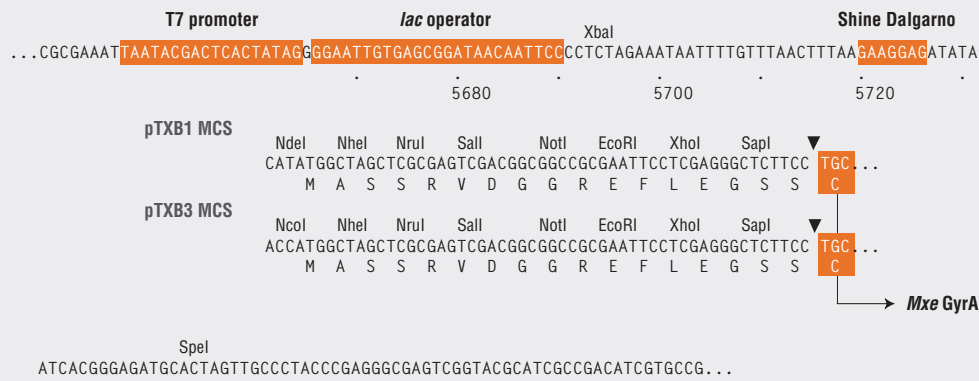 T7 promoter lac operator XbaI Shine Dalgarno
...CGCGAAATTAATACGACTCACTATAGGGGAATTGTGAGCGGATAACAATTCCCCTCTAGAAATAATTTTGTTTAACTTTAAGAAGGAGATATA
. . . . . . .
5680 5700 5720
pTXB1 MCS
NdeI NheI NruI SalI NotI EcoRI XhoI SapI ▼
CATATGGCTAGCTCGCGAGTCGACGGCGGCCGCGAATTCCTCGAGGGCTCTTCC TGC...
M A S S R V D G G R E F L E G S S C
pTXB3 MCS
NcoI NheI NruI SalI NotI EcoRI XhoI SapI ▼
ACCATGGCTAGCTCGCGAGTCGACGGCGGCCGCGAATTCCTCGAGGGCTCTTCC TGC...
M A S S R V D G G R E F L E G S S C
Mxe GyrA
SpeI
ATCACGGGAGATGCACTAGTTGCCCTACCCGAGGGCGAGTCGGTACGCATCGCCGACATCGTGCCG...